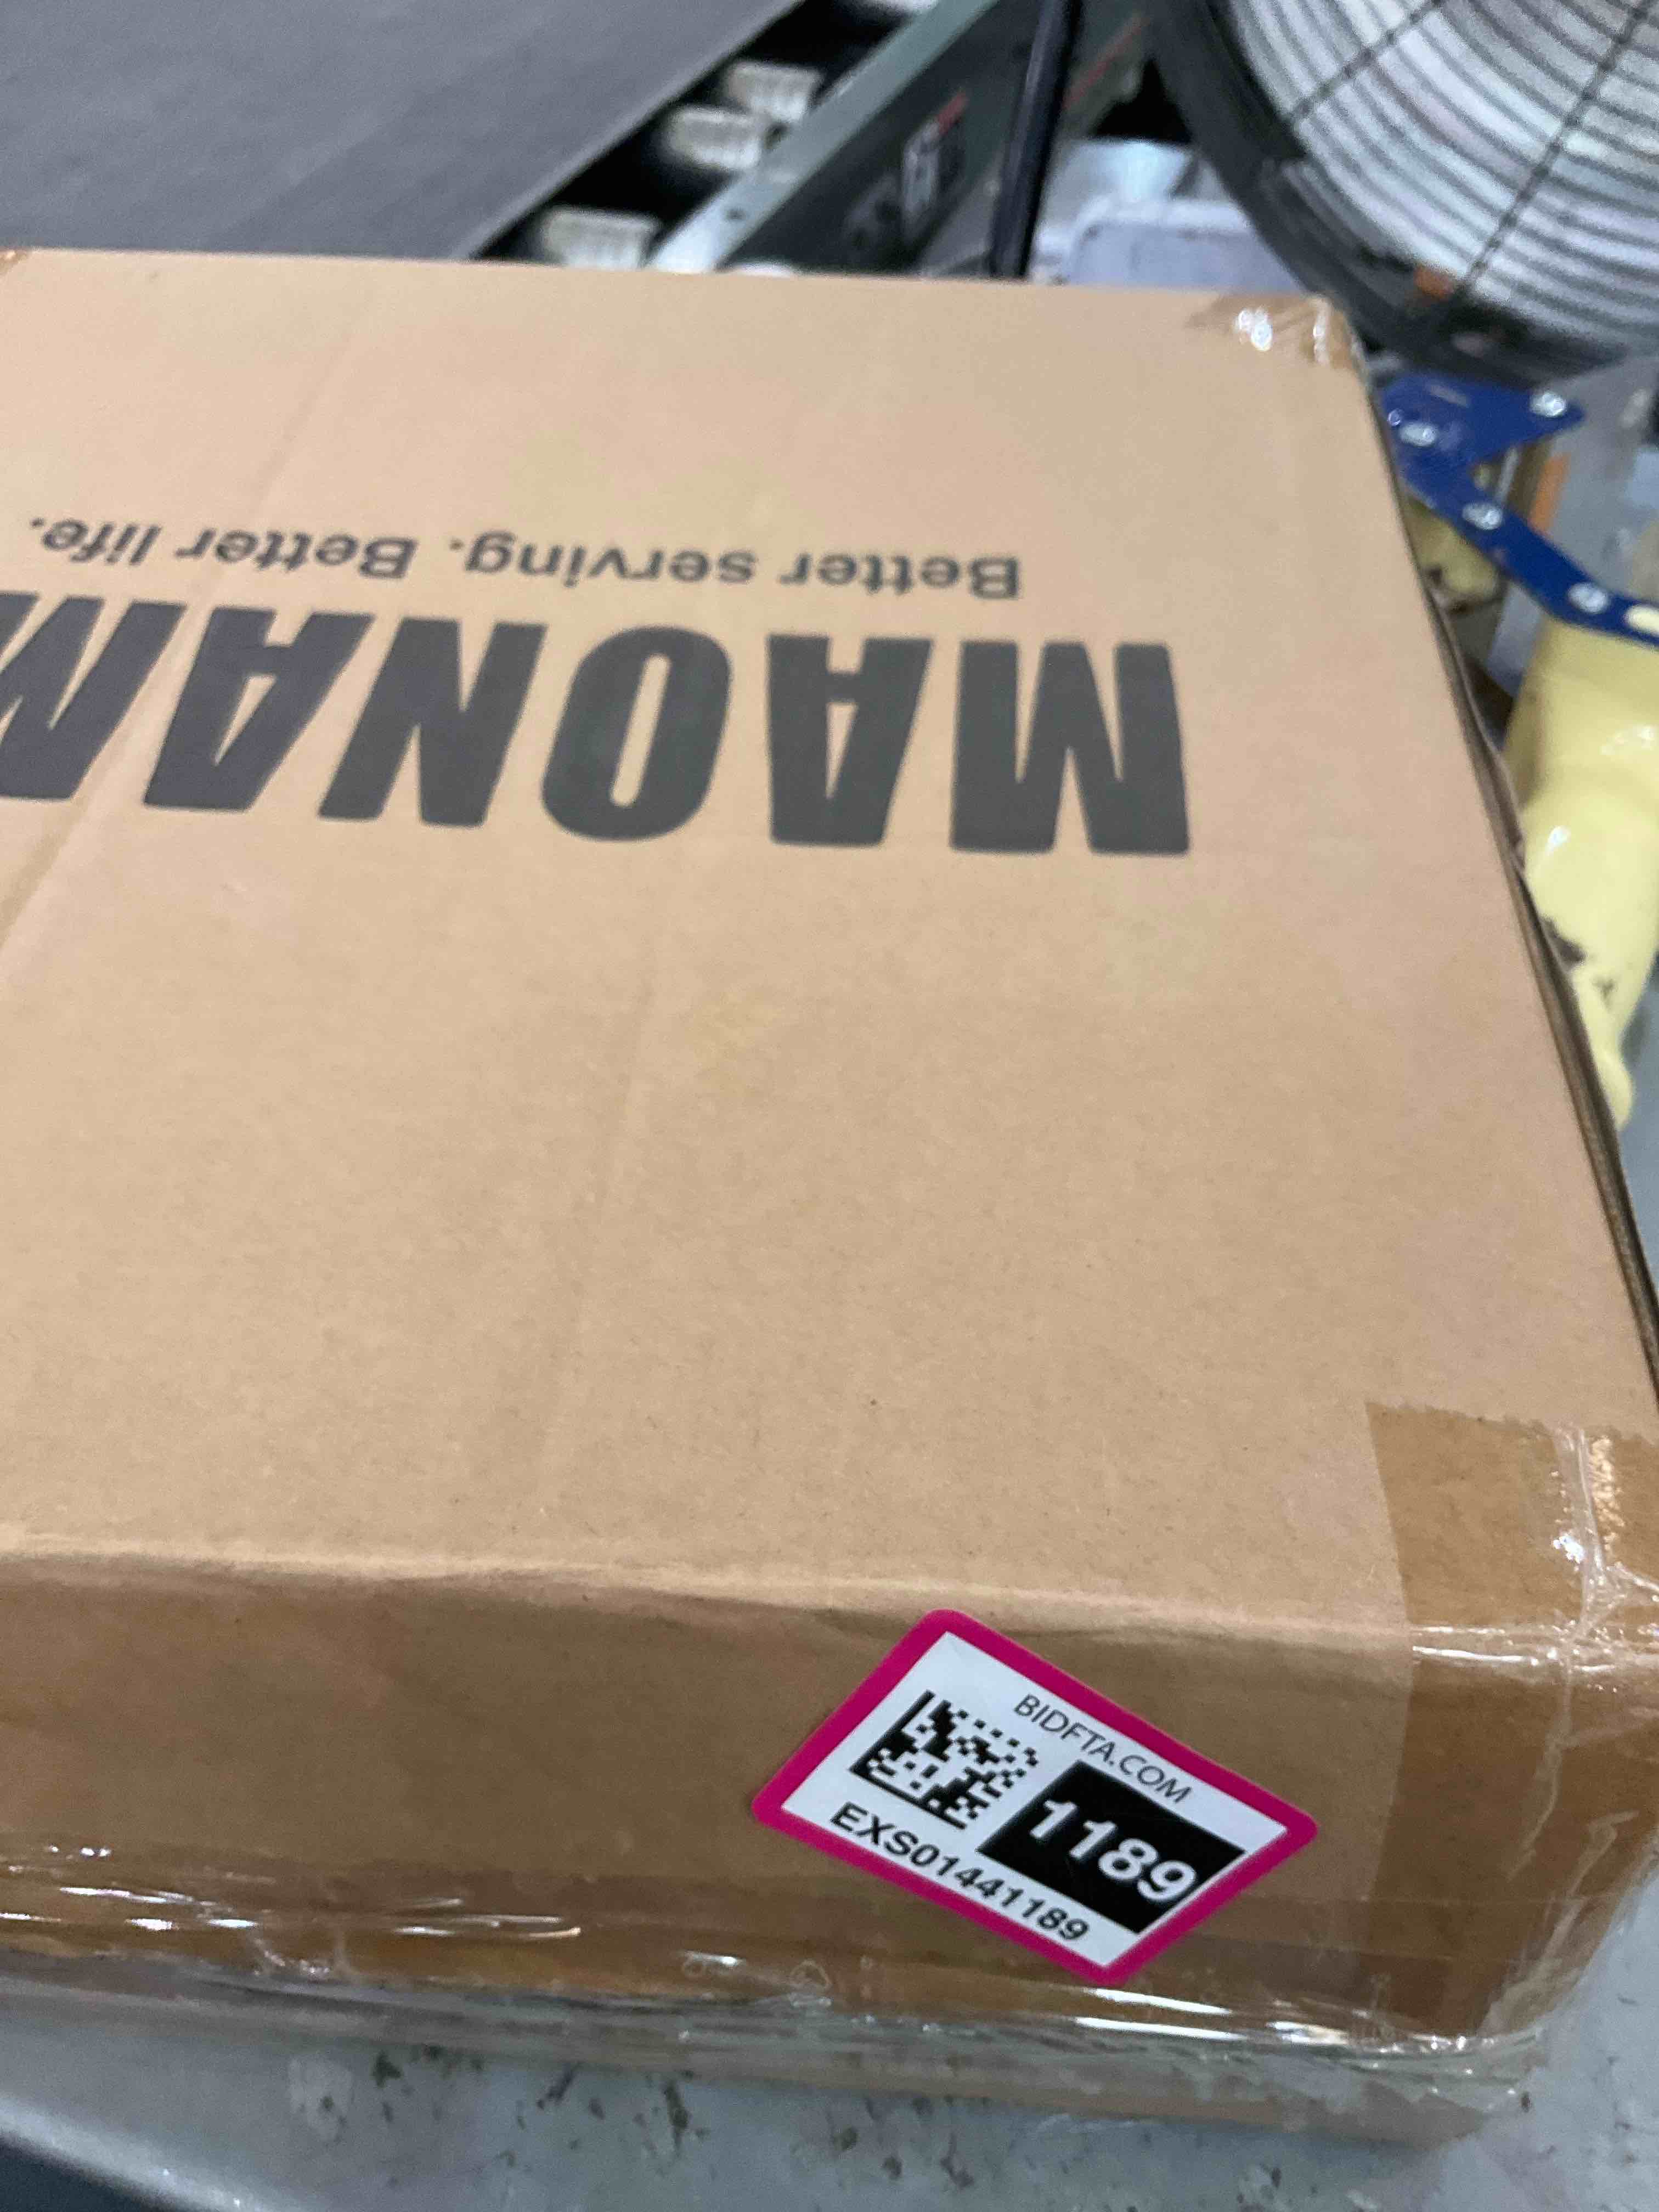 MAONAM
Better serving. Better life.
BIDFTA.COM
1189
EXS01441189